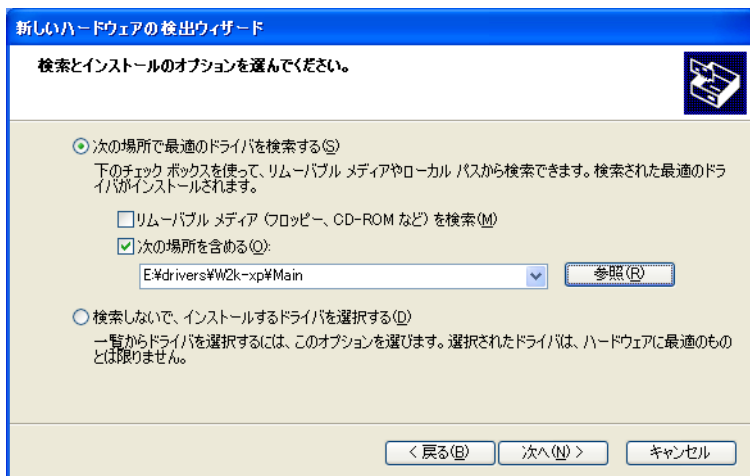 新しいハードウェアの検出ウィザード
検索とインストールのオプションを選んでください。
次の場所で最適のドライバを検索する(S)
下のチェック ボックスを使って、リムーバブル メディアやローカル パスから検索できます。検索された最適のドラ
イバがインストールされます。
リムーバブル メディア (フロッピー、CD-ROM など) を検索(M)
次の場所を含める(O):
E:¥drivers¥W2k-xp¥Main
参照(R)
検索しないで、インストールするドライバを選択する(D)
一覧からドライバを選択するには、このオプションを選びます。選択されたドライバは、ハードウェアに最適のもの
とは限りません。
< 戻る(B) 次へ(N) > キャンセル